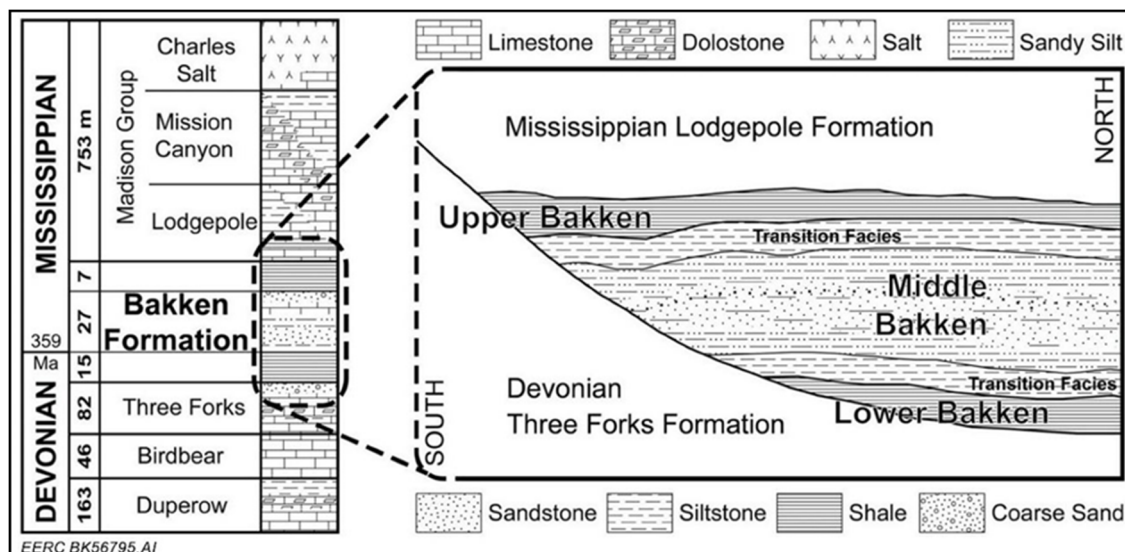 MISSISSIPPIAN
DEVONIAN
359
Ma
753 m
7
27
15
82
46
163
Madison Group
Charles
Salt
Mission
Canyon
Lodgepole
Bakken
Formation
Three Forks
Birdbear
Duperow
Limestone
Dolostone
Salt
Sandy Silt
Mississippian Lodgepole Formation
NORTH
Upper Bakken
Transition Facies
Middle
Bakken
Transition Facies
Lower Bakken
Devonian
Three Forks Formation
SOUTH
Sandstone
Siltstone
Shale
Coarse Sand
EERC BK56795.AI